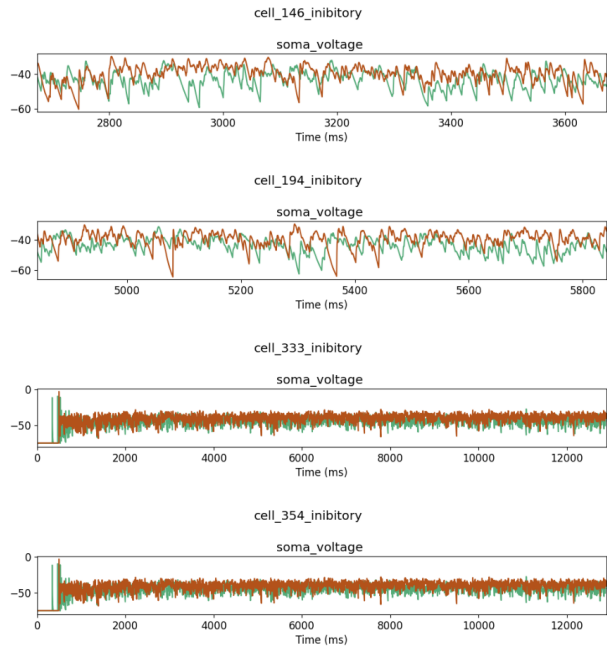 cell_146_inibitory
soma_voltage
−40
−60
2800 3000 3200 3400 3600
Time (ms)
cell_194_inibitory
soma_voltage
−40
−60
5000 5200 5400 5600 5800
Time (ms)
cell_333_inibitory
soma_voltage
0
−50
0 2000 4000 6000 8000 10000 12000
Time (ms)
cell_354_inibitory
soma_voltage
0
−50
0 2000 4000 6000 8000 10000 12000
Time (ms)